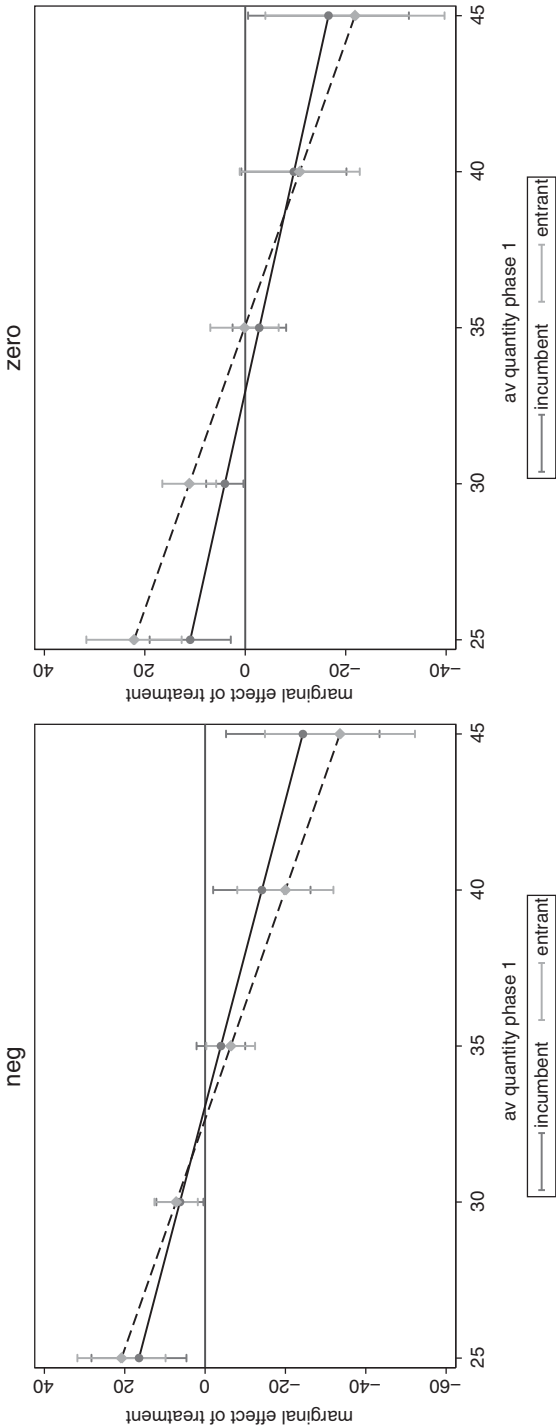 neg
marginal effect of treatment
40
20
0
−20
−40
−60
25
30
35
40
45
av quantity phase 1
incumbent entrant
zero
marginal effect of treatment
40
20
0
−20
−40
25
30
35
40
45
av quantity phase 1
incumbent entrant